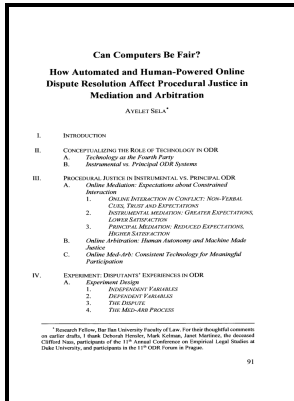 Can Computers Be Fair?
How Automated and Human-Powered Online
Dispute Resolution Affect Procedural Justice in
Mediation and Arbitration
AYELET SELA*
I. INTRODUCTION
II. CONCEPTUALIZING THE ROLE OF TECHNOLOGY IN ODR
A. Technology as the Fourth Party
B. Instrumental vs. Principal ODR Systems
III. PROCEDURAL JUSTICE IN INSTRUMENTAL VS. PRINCIPAL ODR
A. Online Mediation: Expectations about Constrained
Interaction
1. ONLINE INTERACTION IN CONFLICT: NON-VERBAL
CUES, TRUST AND EXPECTATIONS
2. INSTRUMENTAL MEDIATION: GREATER EXPECTATIONS,
LOWER SATISFACTION
3. PRINCIPAL MEDIATION: REDUCED EXPECTATIONS,
HIGHER SATISFACTION
B. Online Arbitration: Human Autonomy and Machine Made
Justice
C. Online Med-Arb: Consistent Technology for Meaningful
Participation
IV. EXPERIMENT: DISPUTANTS' EXPERIENCES IN ODR
A. Experiment Design
1. INDEPENDENT VARIABLES
2. DEPENDENT VARIABLES
3. THE DISPUTE
4. THE MED-ARB PROCESS
* Research Fellow, Bar Ilan University Faculty of Law. For their thoughtful comments
on earlier drafts, I thank Deborah Hensler, Mark Kelman, Janet Martinez, the deceased
Clifford Nass, participants of the 11th Annual Conference on Empirical Legal Studies at
Duke University, and participants in the 11th ODR Forum in Prague.
91